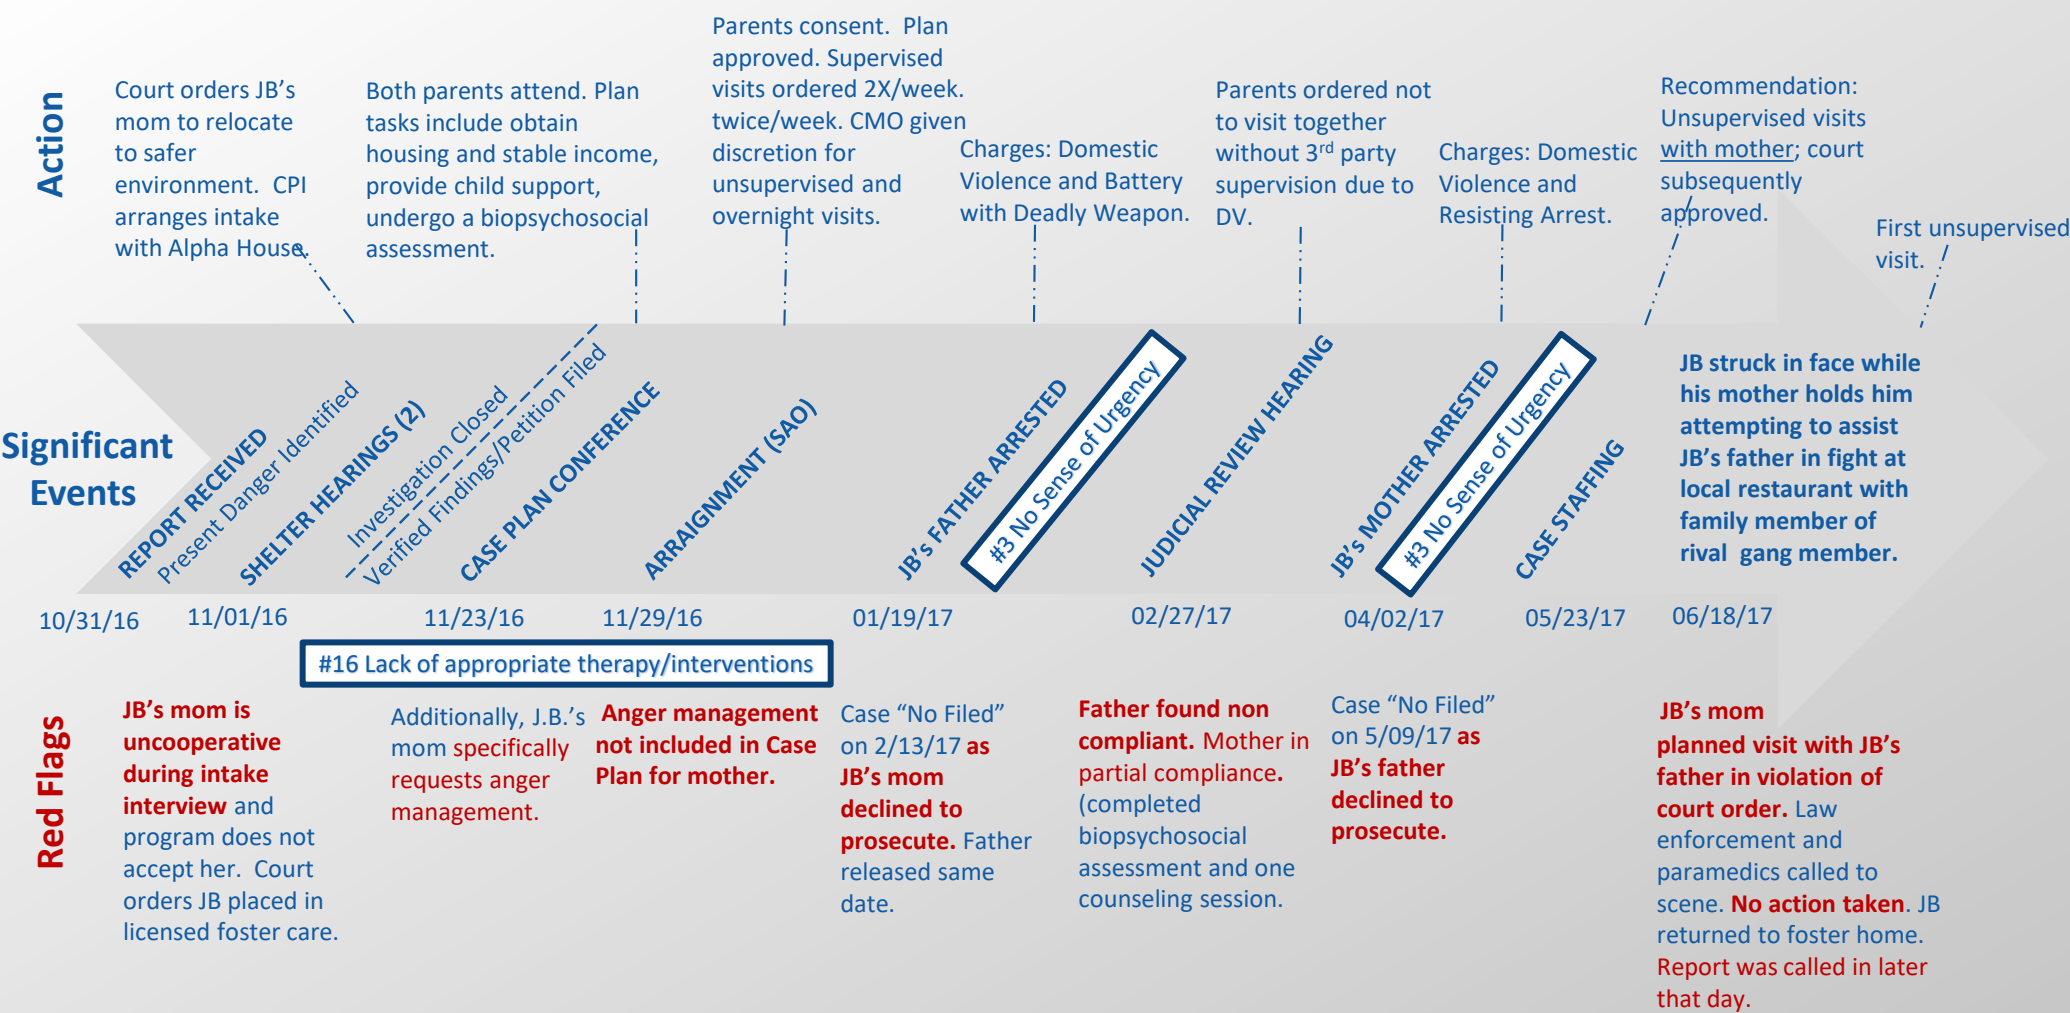 Action
Court orders JB’s
mom to relocate
to safer
environment.  CPI
arranges intake
with Alpha House.
Both parents attend. Plan
tasks include obtain
housing and stable income,
provide child support,
undergo a biopsychosocial
assessment.
Parents consent.  Plan
approved. Supervised
visits ordered 2X/week.
twice/week. CMO given
discretion for
unsupervised and
overnight visits.
Charges: Domestic
Violence and Battery
with Deadly Weapon.
Parents ordered not
to visit together
without 3rd party
supervision due to
DV.
Charges: Domestic
Violence and
Resisting Arrest.
Recommendation:
Unsupervised visits
with mother; court
subsequently
approved.
First unsupervised
visit.
Significant
Events
REPORT RECEIVED
Present Danger Identified
SHELTER HEARINGS (2)
Investigation Closed
Verified Findings/Petition Filed
CASE PLAN CONFERENCE
ARRAIGNMENT (SAO)
JB’s FATHER ARRESTED
#3 No Sense of Urgency
JUDICIAL REVIEW HEARING
JB’s MOTHER ARRESTED
#3 No Sense of Urgency
CASE STAFFING
JB struck in face while
his mother holds him
attempting to assist
JB’s father in fight at
local restaurant with
family member of
rival  gang member.
10/31/16
11/01/16
11/23/16
11/29/16
01/19/17
02/27/17
04/02/17
05/23/17
06/18/17
#16 Lack of appropriate therapy/interventions
Red Flags
JB’s mom is
uncooperative
during intake
interview and
program does not
accept her.  Court
orders JB placed in
licensed foster care.
Additionally, J.B.’s
mom specifically
requests anger
management.
Anger management
not included in Case
Plan for mother.
Case “No Filed”
on 2/13/17 as
JB’s mom
declined to
prosecute. Father
released same
date.
Father found non
compliant. Mother in
partial compliance.
(completed
biopsychosocial
assessment and one
counseling session.
Case “No Filed”
on 5/09/17 as
JB’s father
declined to
prosecute.
JB’s mom
planned visit with JB’s
father in violation of
court order. Law
enforcement and
paramedics called to
scene. No action taken. JB
returned to foster home.
Report was called in later
that day.